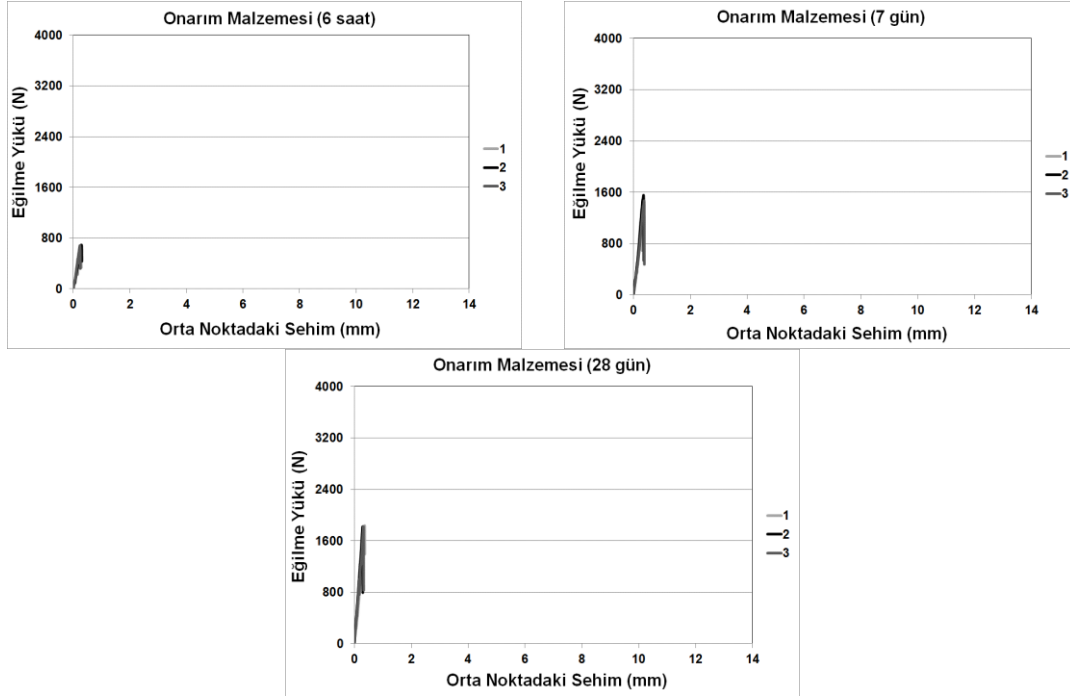 Onarım Malzemesi (6 saat)
4000
3200
2400
1600
800
0
Eğilme Yükü (N)
0 2 4 6 8 10 12 14
Orta Noktadaki Sehim (mm)
1
2
3
Onarım Malzemesi (7 gün)
4000
3200
2400
1600
800
0
Eğilme Yükü (N)
0 2 4 6 8 10 12 14
Orta Noktadaki Sehim (mm)
1
2
3
Onarım Malzemesi (28 gün)
4000
3200
2400
1600
800
0
Eğilme Yükü (N)
0 2 4 6 8 10 12 14
Orta Noktadaki Sehim (mm)
1
2
3